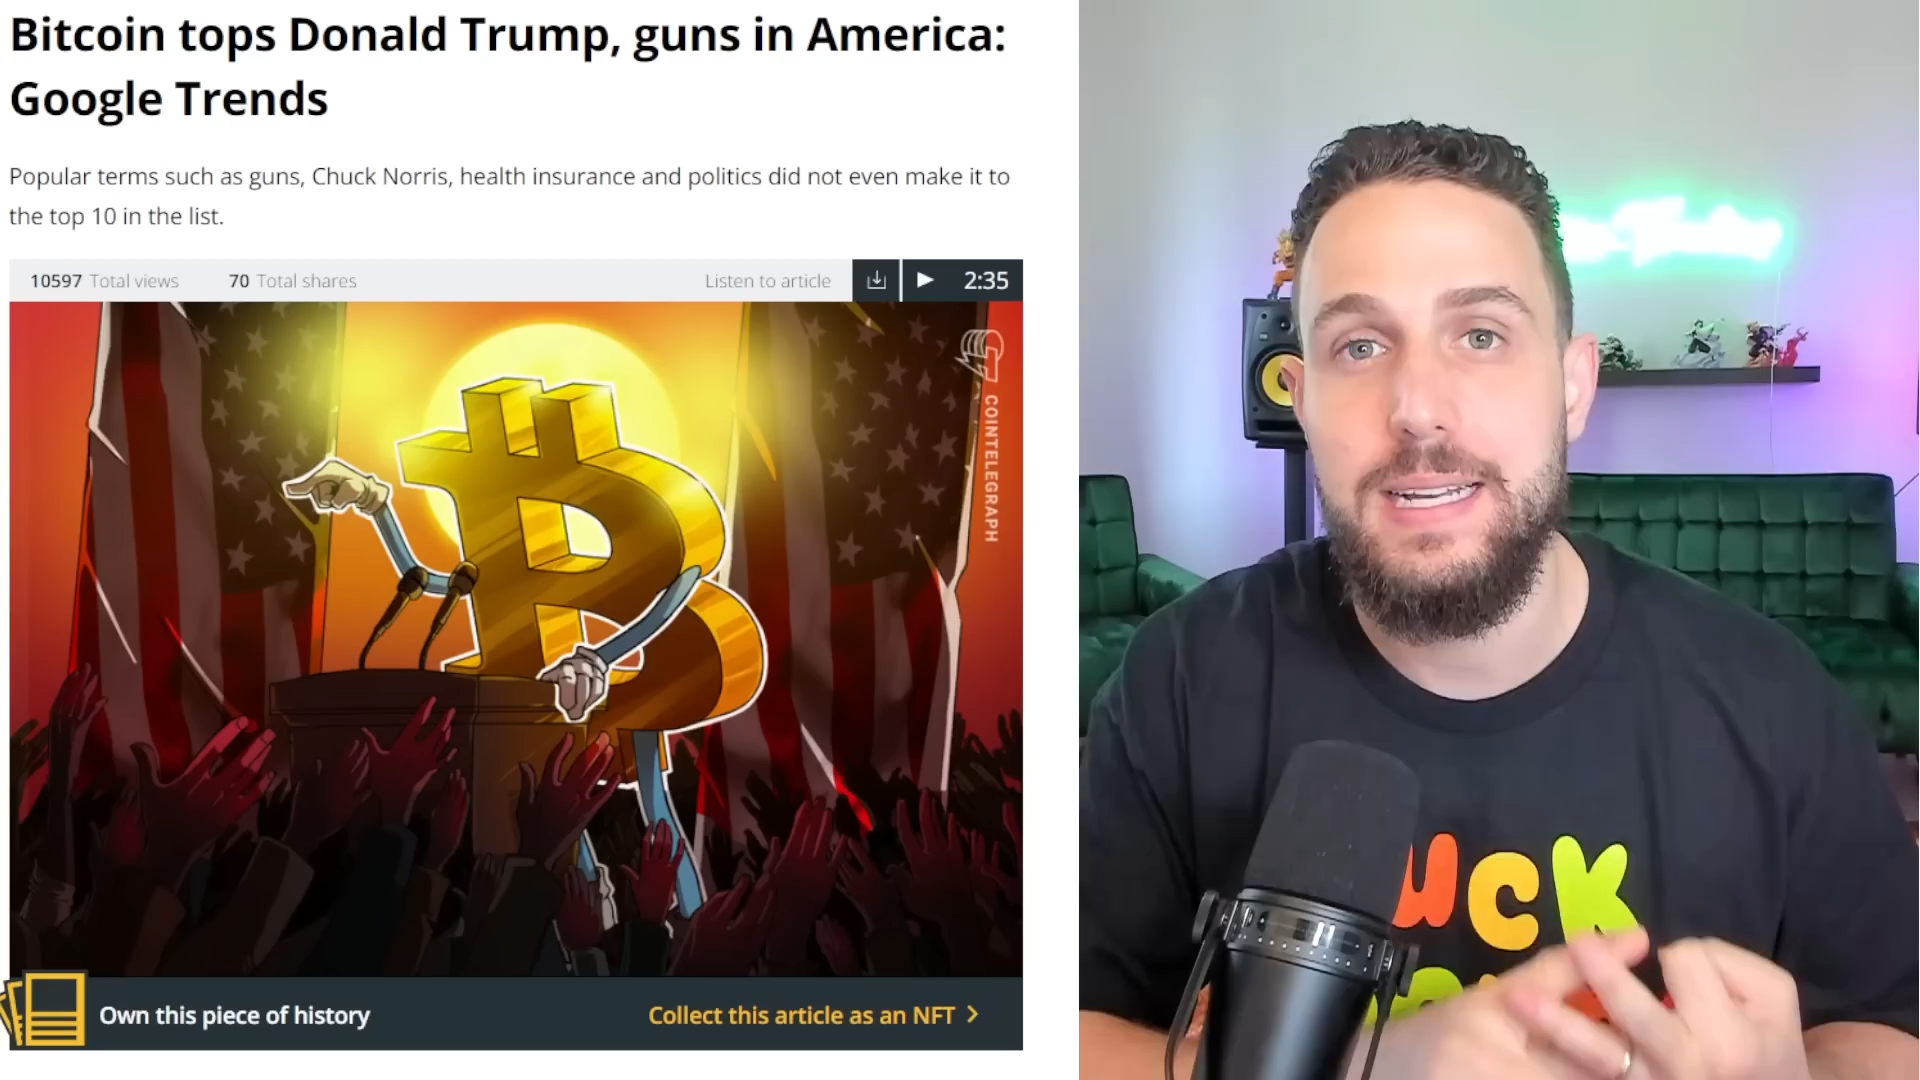 Bitcoin tops Donald Trump, guns in America:
Google Trends
Popular terms such as guns, Chuck Norris, health insurance and politics did not even make it to
the top 10 in the list.
10597 Total views 70 Total shares Listen to article 2:35
COINTELEGRAPH
Own this piece of history Collect this article as an NFT
UCK